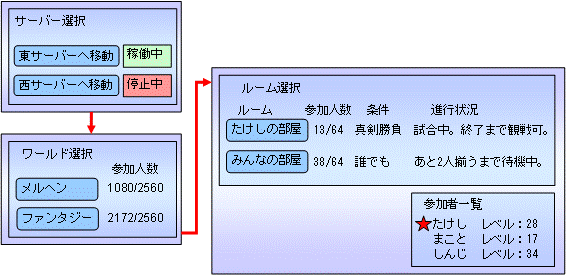 サーバー選択
東サーバーへ移動 稼働中
西サーバーへ移動 停止中
ワールド選択
参加人数
メルヘン 1080/2560
ファンタジー 2172/2560
ルーム選択
ルーム 参加人数 条件 進行状況
たけしの部屋 13/64 真剣勝負 試合中。終了まで観戦可。
みんなの部屋 38/64 誰でも あと2人揃うまで待機中。
参加者一覧
たけし レベル：28
まこと レベル：17
しんじ レベル：34